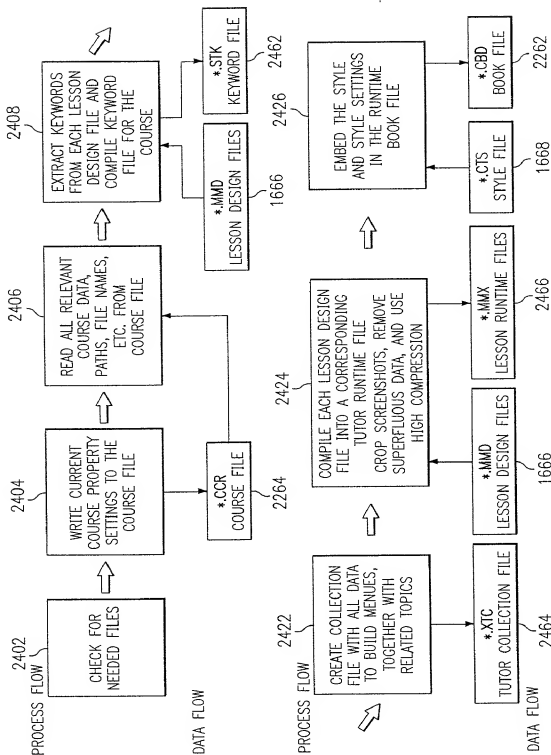 PROCESS FLOW
2402
CHECK FOR
NEEDED FILES
2404
WRITE CURRENT
COURSE PROPERTY
SETTINGS TO THE
COURSE FILE
2406
READ ALL RELEVANT
COURSE DATA,
PATHS, FILE NAMES,
ETC. FROM
COURSE FILE
2408
EXTRACT KEYWORDS
FROM EACH LESSON
DESIGN FILE AND
COMPILE KEYWORD
FILE FOR THE
COURSE
DATA FLOW
*.CCR
COURSE FILE
2264
*.MMD
LESSON DESIGN FILES
1666
*.STK
KEYWORD FILE
2462
PROCESS FLOW
2422
CREATE COLLECTION
FILE WITH ALL DATA
TO BUILD MENUES,
TOGETHER WITH
RELATED TOPICS
2424
COMPILE EACH LESSON DESIGN
FILE INTO A CORRESPONDING
TUTOR RUNTIME FILE
CROP SCREENSHOTS, REMOVE
SUPERFLUOUS DATA, AND USE
HIGH COMPRESSION
2426
EMBED THE STYLE
AND STYLE SETTINGS
IN THE RUNTIME
BOOK FILE
DATA FLOW
*.XTC
TUTOR COLLECTION FILE
2464
*.MMD
LESSON DESIGN FILES
1666
*.MMX
LESSON RUNTIME FILES
2466
*.CTS
STYLE FILE
1668
*.CBD
BOOK FILE
2262